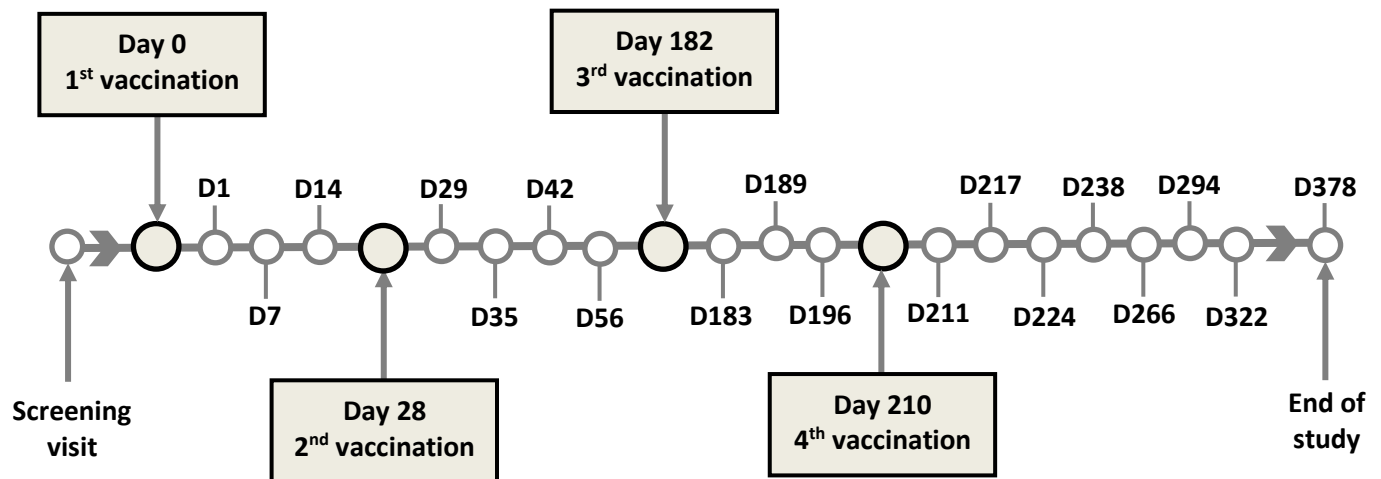 Day 0
1st vaccination
Day 182
3rd vaccination
D1
D14
D29
D42
D189
D217
D238
D294
D378
D7
D35
D56
D183
D196
D211
D224
D266
D322
Screening
visit
Day 28
2nd vaccination
Day 210
4th vaccination
End of
study